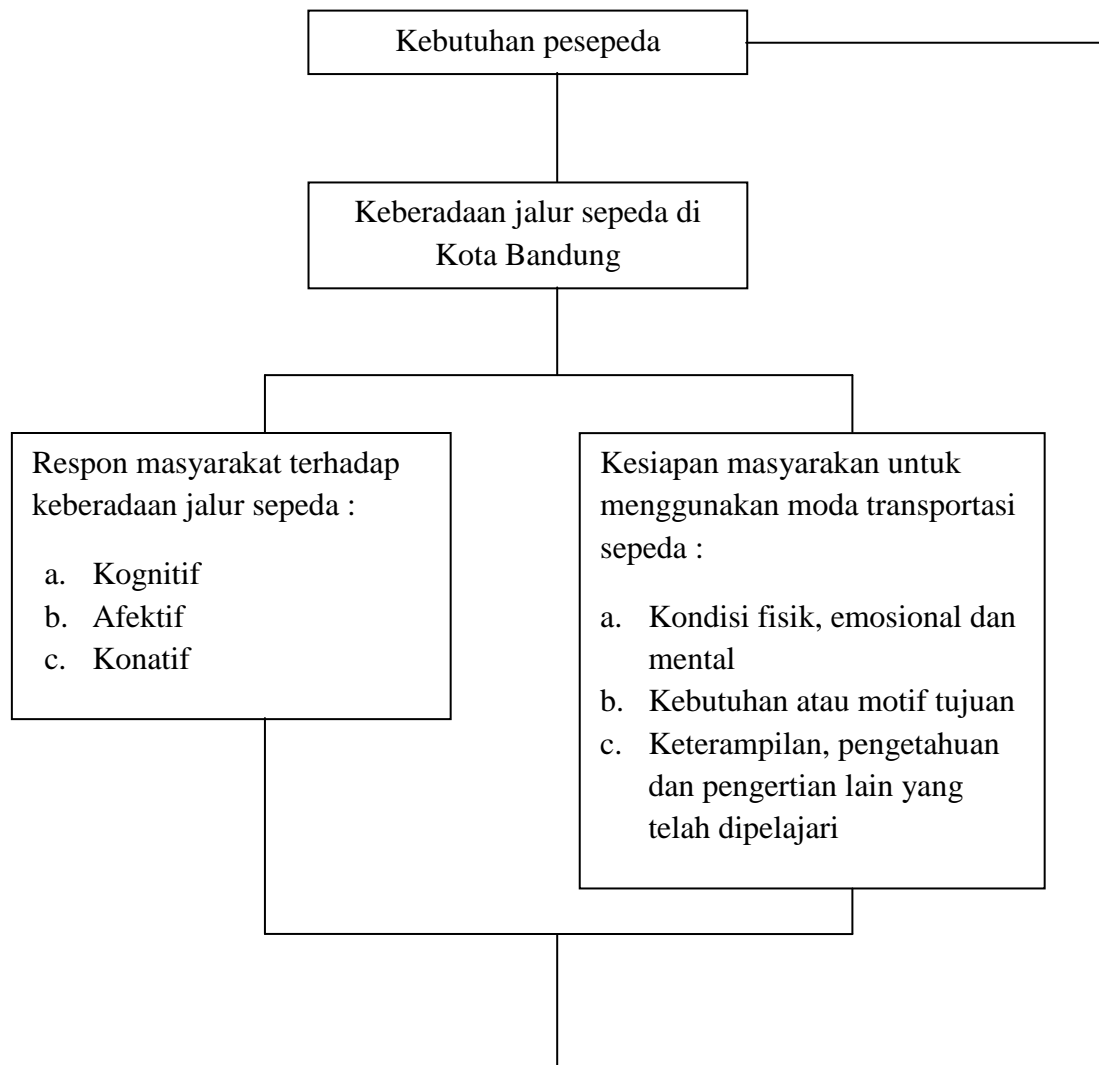 Kebutuhan pesepeda
Keberadaan jalur sepeda di
Kota Bandung
Respon masyarakat terhadap
keberadaan jalur sepeda :
a. Kognitif
b. Afektif
c. Konatif
Kesiapan masyarakan untuk
menggunakan moda transportasi
sepeda :
a. Kondisi fisik, emosional dan
mental
b. Kebutuhan atau motif tujuan
c. Keterampilan, pengetahuan
dan pengertian lain yang
telah dipelajari